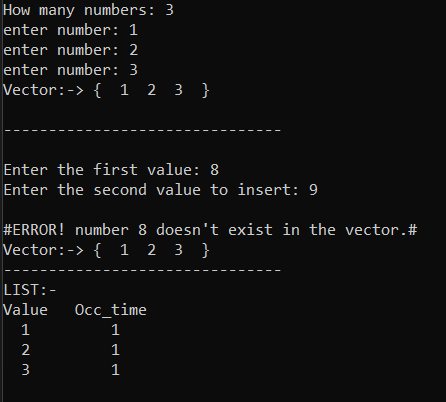 How many numbers: 3
enter number: 1
enter number: 2
enter number: 3
Vector:-> {  1  2  3  }
-------------------------------
Enter the first value: 8
Enter the second value to insert: 9
#ERROR! number 8 doesn't exist in the vector.#
Vector:-> {  1  2  3  }
-------------------------------
LIST:-
Value   Occ_time
  1         1
  2         1
  3         1